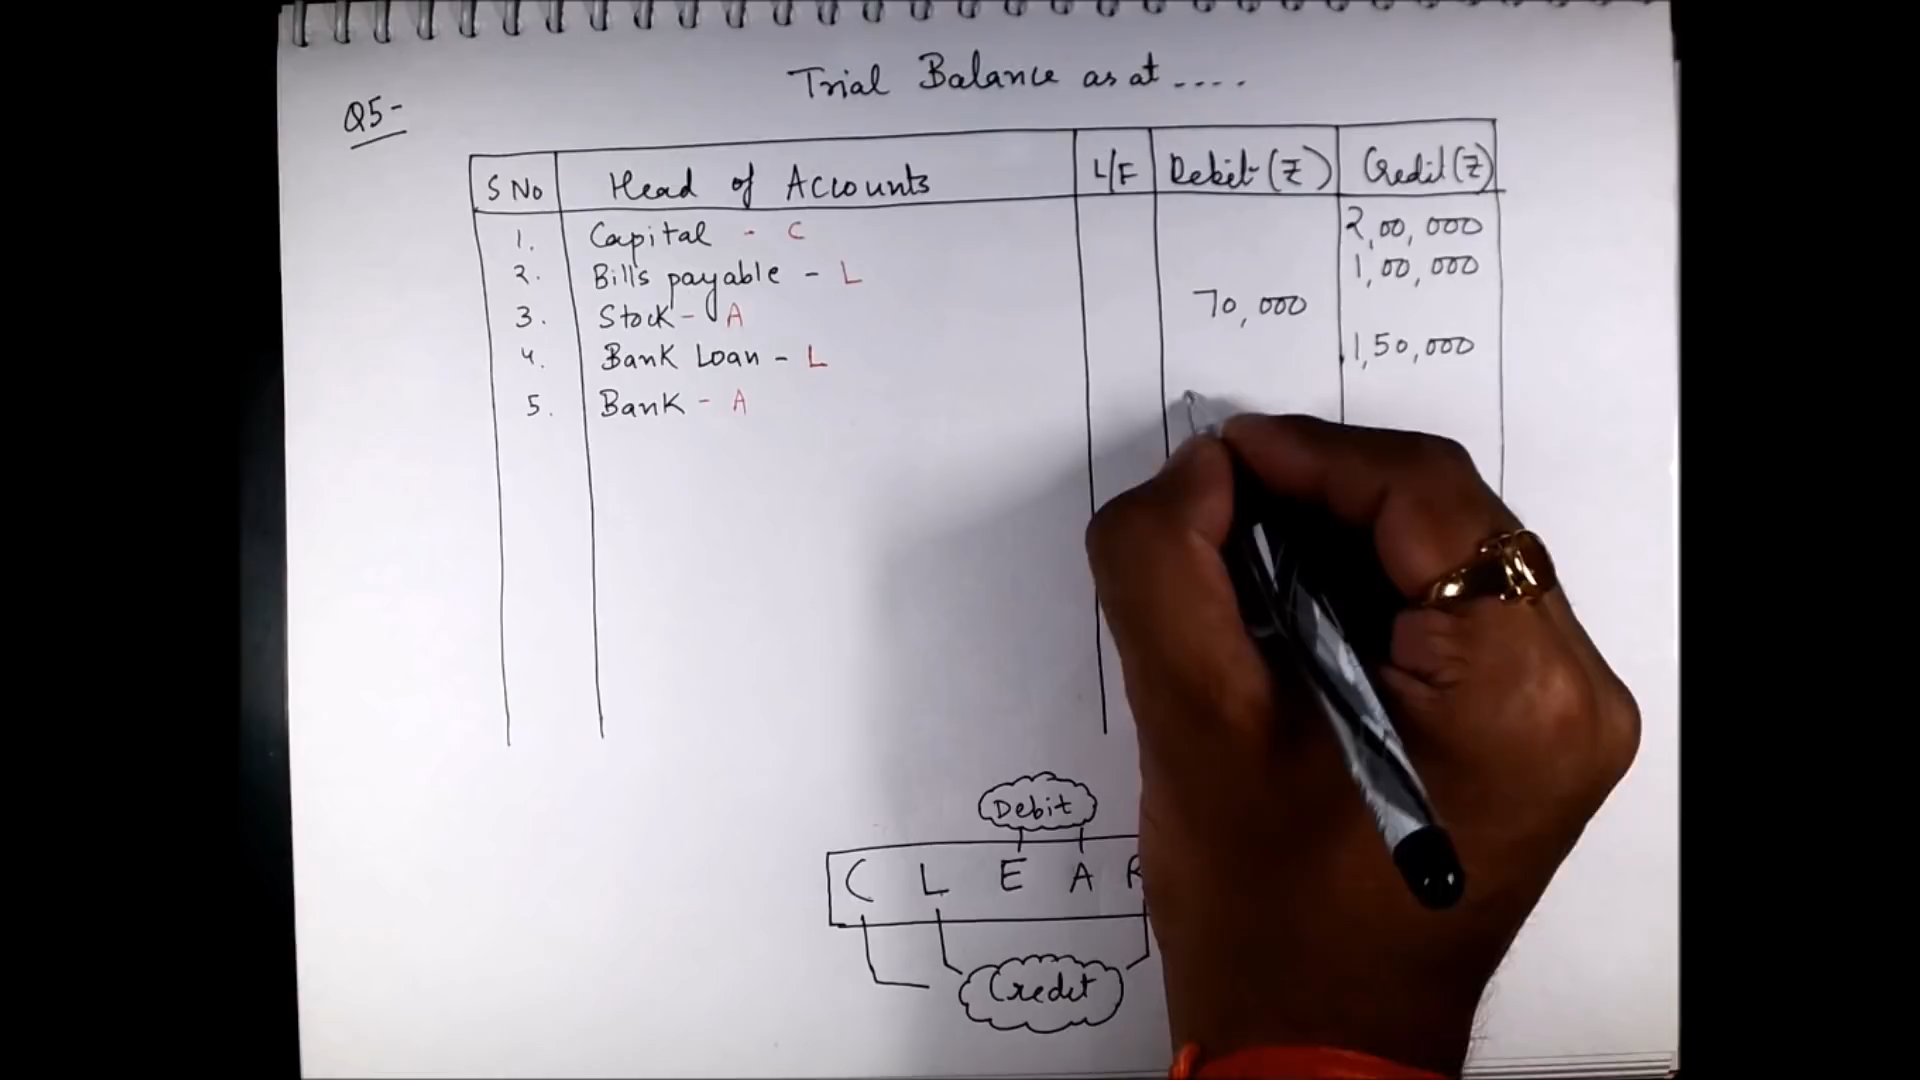 Trial Balance as at ....
Q5-
S No Head of Accounts L/F Debit (₹) Credit (₹)
1. Capital - C 2,00,000
2. Bills payable - L 1,00,000
3. Stock - A 70,000
4. Bank Loan - L 1,50,000
5. Bank - A
Debit
C L E A R
Credit